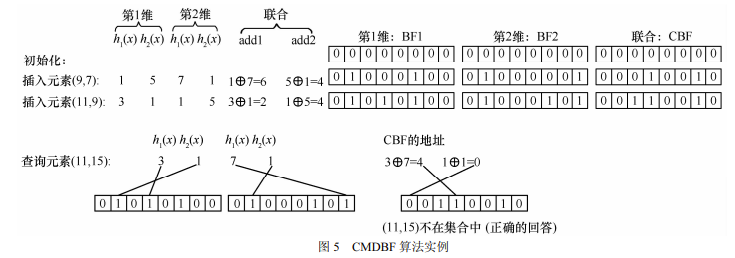 第1维 第2维 联合
h₁(x) h₂(x) h₁(x) h₂(x) add1 add2 第1维：BF1 第2维：BF2 联合：CBF
初始化： 0 0 0 0 0 0 0 0 0 0 0 0 0 0 0 0 0 0 0 0 0 0 0 0
插入元素(9,7): 1 5 7 1 1⊕7=6 5⊕1=4 0 1 0 0 0 1 0 0 0 1 0 0 0 0 0 1 0 0 0 0 1 0 1 0
插入元素(11,9): 3 1 1 5 3⊕1=2 1⊕5=4 0 1 0 1 0 1 0 0 0 1 0 0 0 1 0 1 0 0 1 0 1 0 1 0
h₁(x) h₂(x) h₁(x) h₂(x) CBF的地址
查询元素(11,15): 3 1 7 1 3⊕7=4 1⊕1=0
0 1 0 1 0 1 0 0 0 1 0 0 0 1 0 1 0 0 1 0 1 0 1 0
(11,15)不在集合中 (正确的回答)
图 5 CMDBF 算法实例